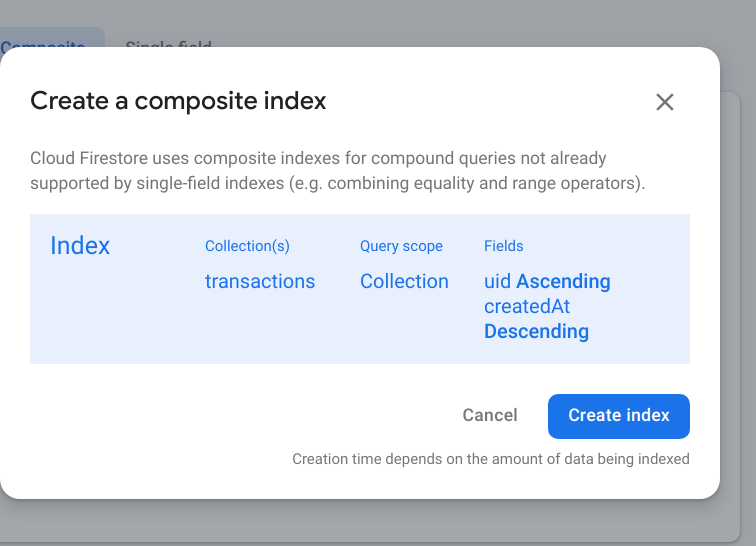 Composite
Single field
Create a composite index
Cloud Firestore uses composite indexes for compound queries not already
supported by single-field indexes (e.g. combining equality and range operators).
Index
Collection(s)
Query scope
Fields
transactions
Collection
uid Ascending
createdAt
Descending
Cancel
Create index
Creation time depends on the amount of data being indexed